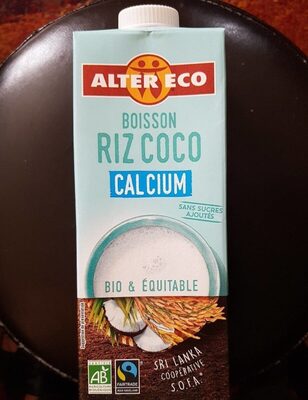 ALTER ECO
BOISSON
RIZ COCO
CALCIUM
SANS SUCRES
AJOUTÉS
BIO & ÉQUITABLE
SRI LANKA
COOPÉRATIVE
S.O.F.A.
AB
FAIRTRADE